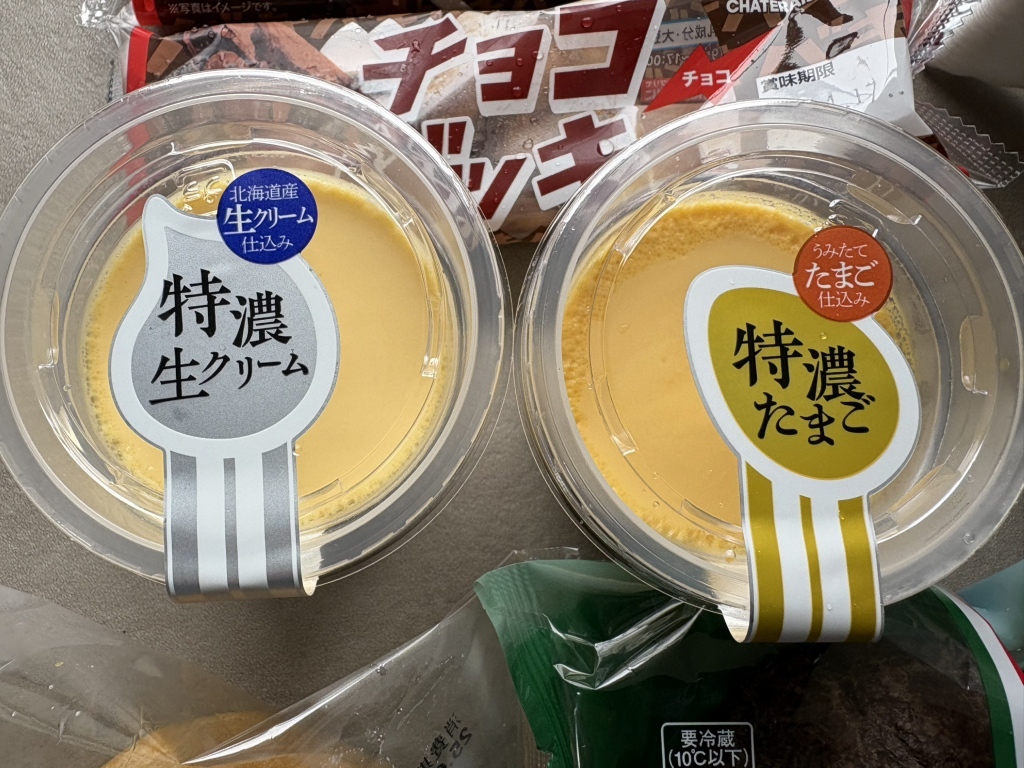 ※写真はイメージです。
チョコ
チョコ
賞味期限
北海道産
生クリーム
仕込み
特濃
生クリーム
うみたて
たまご
仕込み
特濃
たまご
要冷蔵
(10℃以下)